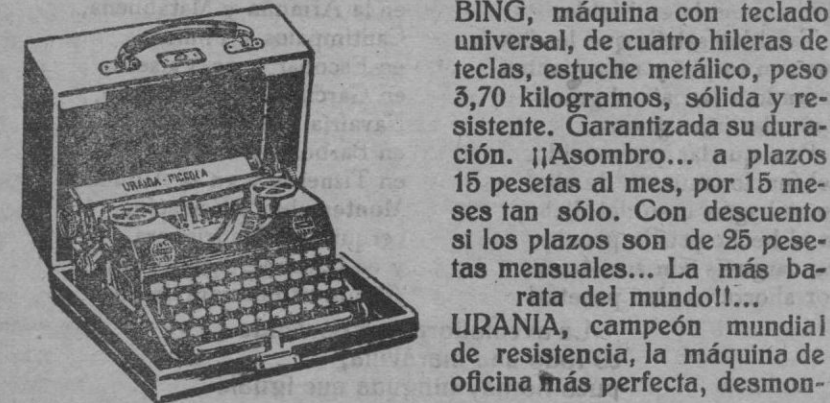 BING, máquina con teclado
universal, de cuatro hileras de
teclas, estuche metálico, peso
3,70 kilogramos, sólida y re-
sistente. Garantizada su dura-
ción. ¡¡Asombro... a plazos
15 pesetas al mes, por 15 me-
ses tan sólo. Con descuento
si los plazos son de 25 pese-
tas mensuales... La más ba-
rata del mundo!!...
URANIA, campeón mundial
de resistencia, la máquina de
oficina más perfecta, desmon-
URANIA-PICCOLA